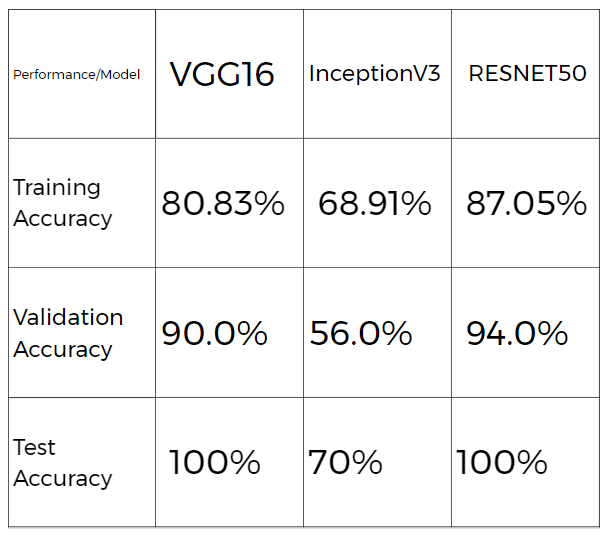 Performance/Model VGG16 InceptionV3 RESNET50
Training
Accuracy 80.83% 68.91% 87.05%
Validation
Accuracy 90.0% 56.0% 94.0%
Test
Accuracy 100% 70% 100%